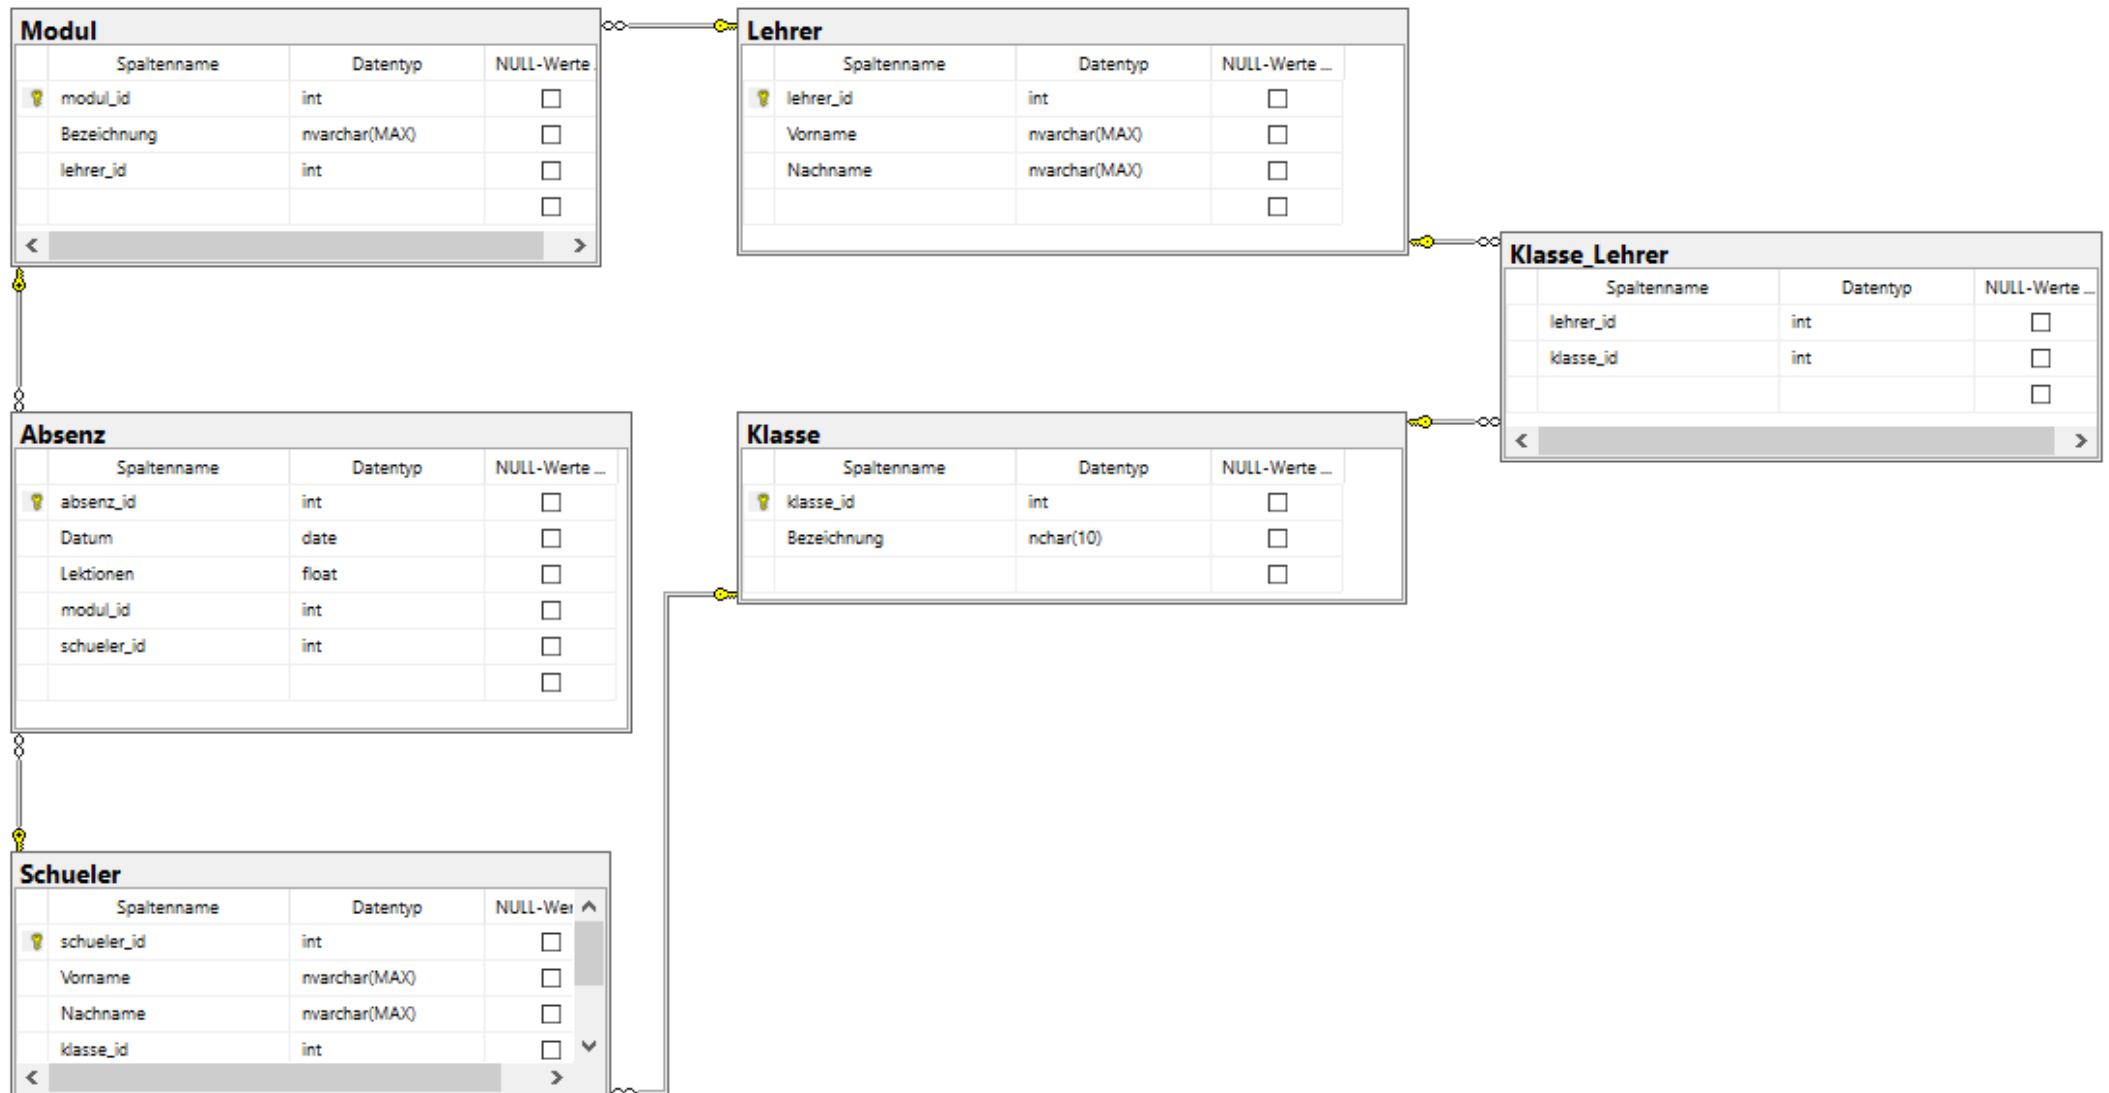 Modul
Spaltenname Datentyp NULL-Werte
modul_id int
Bezeichnung nvarchar(MAX)
lehrer_id int
Lehrer
Spaltenname Datentyp NULL-Werte ...
lehrer_id int
Vorname nvarchar(MAX)
Nachname nvarchar(MAX)
Klasse_Lehrer
Spaltenname Datentyp NULL-Werte ...
lehrer_id int
klasse_id int
Absenz
Spaltenname Datentyp NULL-Werte ...
absenz_id int
Datum date
Lektionen float
modul_id int
schueler_id int
Klasse
Spaltenname Datentyp NULL-Werte ...
klasse_id int
Bezeichnung nchar(10)
Schueler
Spaltenname Datentyp NULL-Wer
schueler_id int
Vorname nvarchar(MAX)
Nachname nvarchar(MAX)
klasse_id int